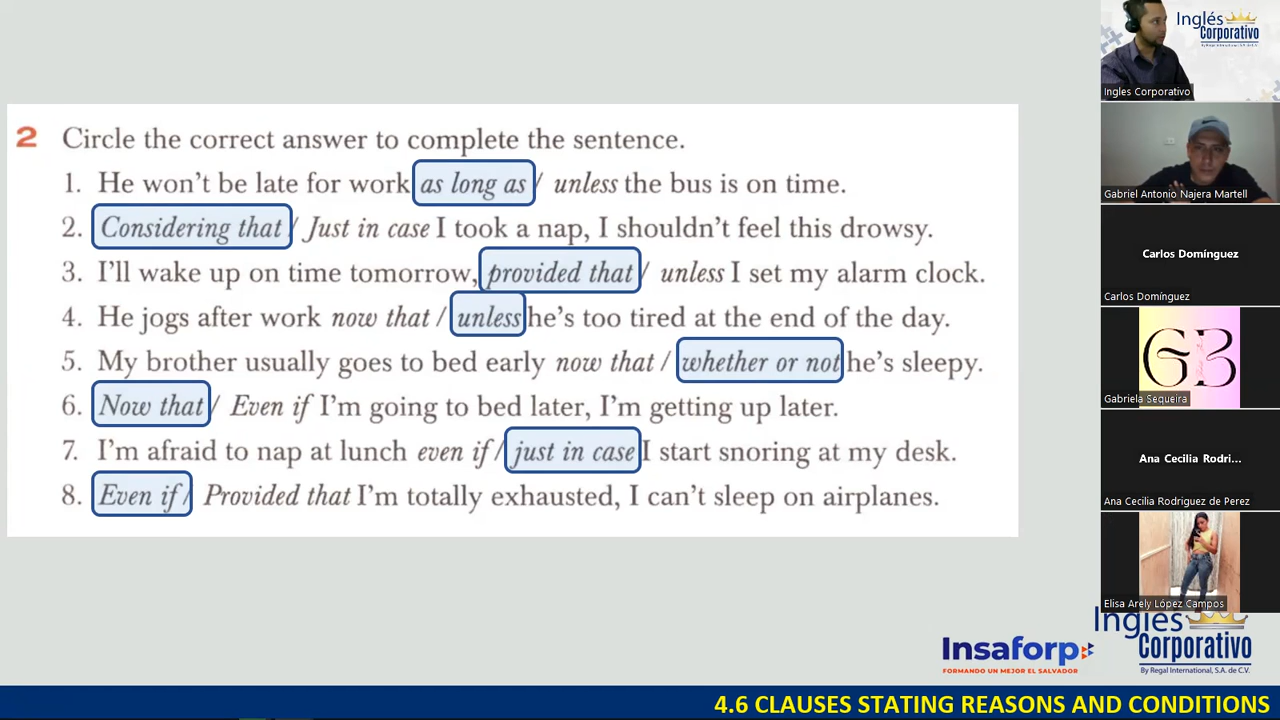 2 Circle the correct answer to complete the sentence.
1. He won't be late for work as long as / unless the bus is on time.
2. Considering that / Just in case I took a nap, I shouldn't feel this drowsy.
3. I'll wake up on time tomorrow, provided that / unless I set my alarm clock.
4. He jogs after work now that / unless he's too tired at the end of the day.
5. My brother usually goes to bed early now that / whether or not he's sleepy.
6. Now that / Even if I'm going to bed later, I'm getting up later.
7. I'm afraid to nap at lunch even if / just in case I start snoring at my desk.
8. Even if / Provided that I'm totally exhausted, I can't sleep on airplanes.
Inglés
Corporativo
By Regal International, S.A. de C.V.
Ingles Corporativo
Gabriel Antonio Najera Martell
Carlos Domínguez
Carlos Domínguez
GB
Gabriela Sequeira
Ana Cecilia Rodri...
Ana Cecilia Rodriguez de Perez
Elisa Arely López Campos
Insaforp
FORMANDO UN MEJOR EL SALVADOR
Inglés
Corporativo
By Regal International, S.A. de C.V.
4.6 CLAUSES STATING REASONS AND CONDITIONS